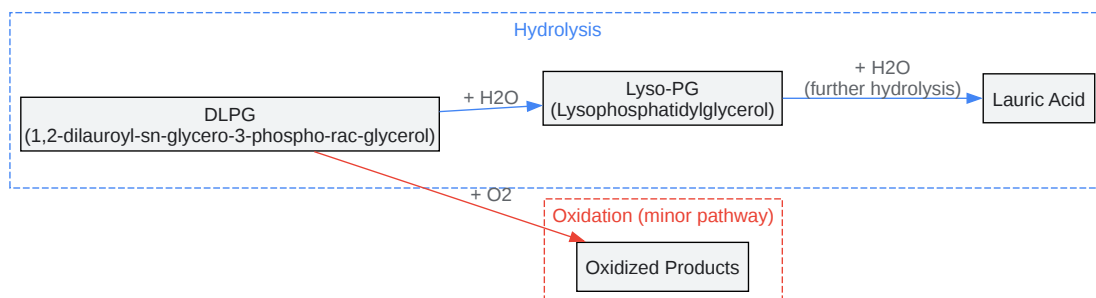 Hydrolysis
DLPG
(1,2-dilauroyl-sn-glycero-3-phospho-rac-glycerol)
+ H2O
Lyso-PG
(Lysophosphatidylglycerol)
+ H2O
(further hydrolysis)
Lauric Acid
+ O2
Oxidation (minor pathway)
Oxidized Products